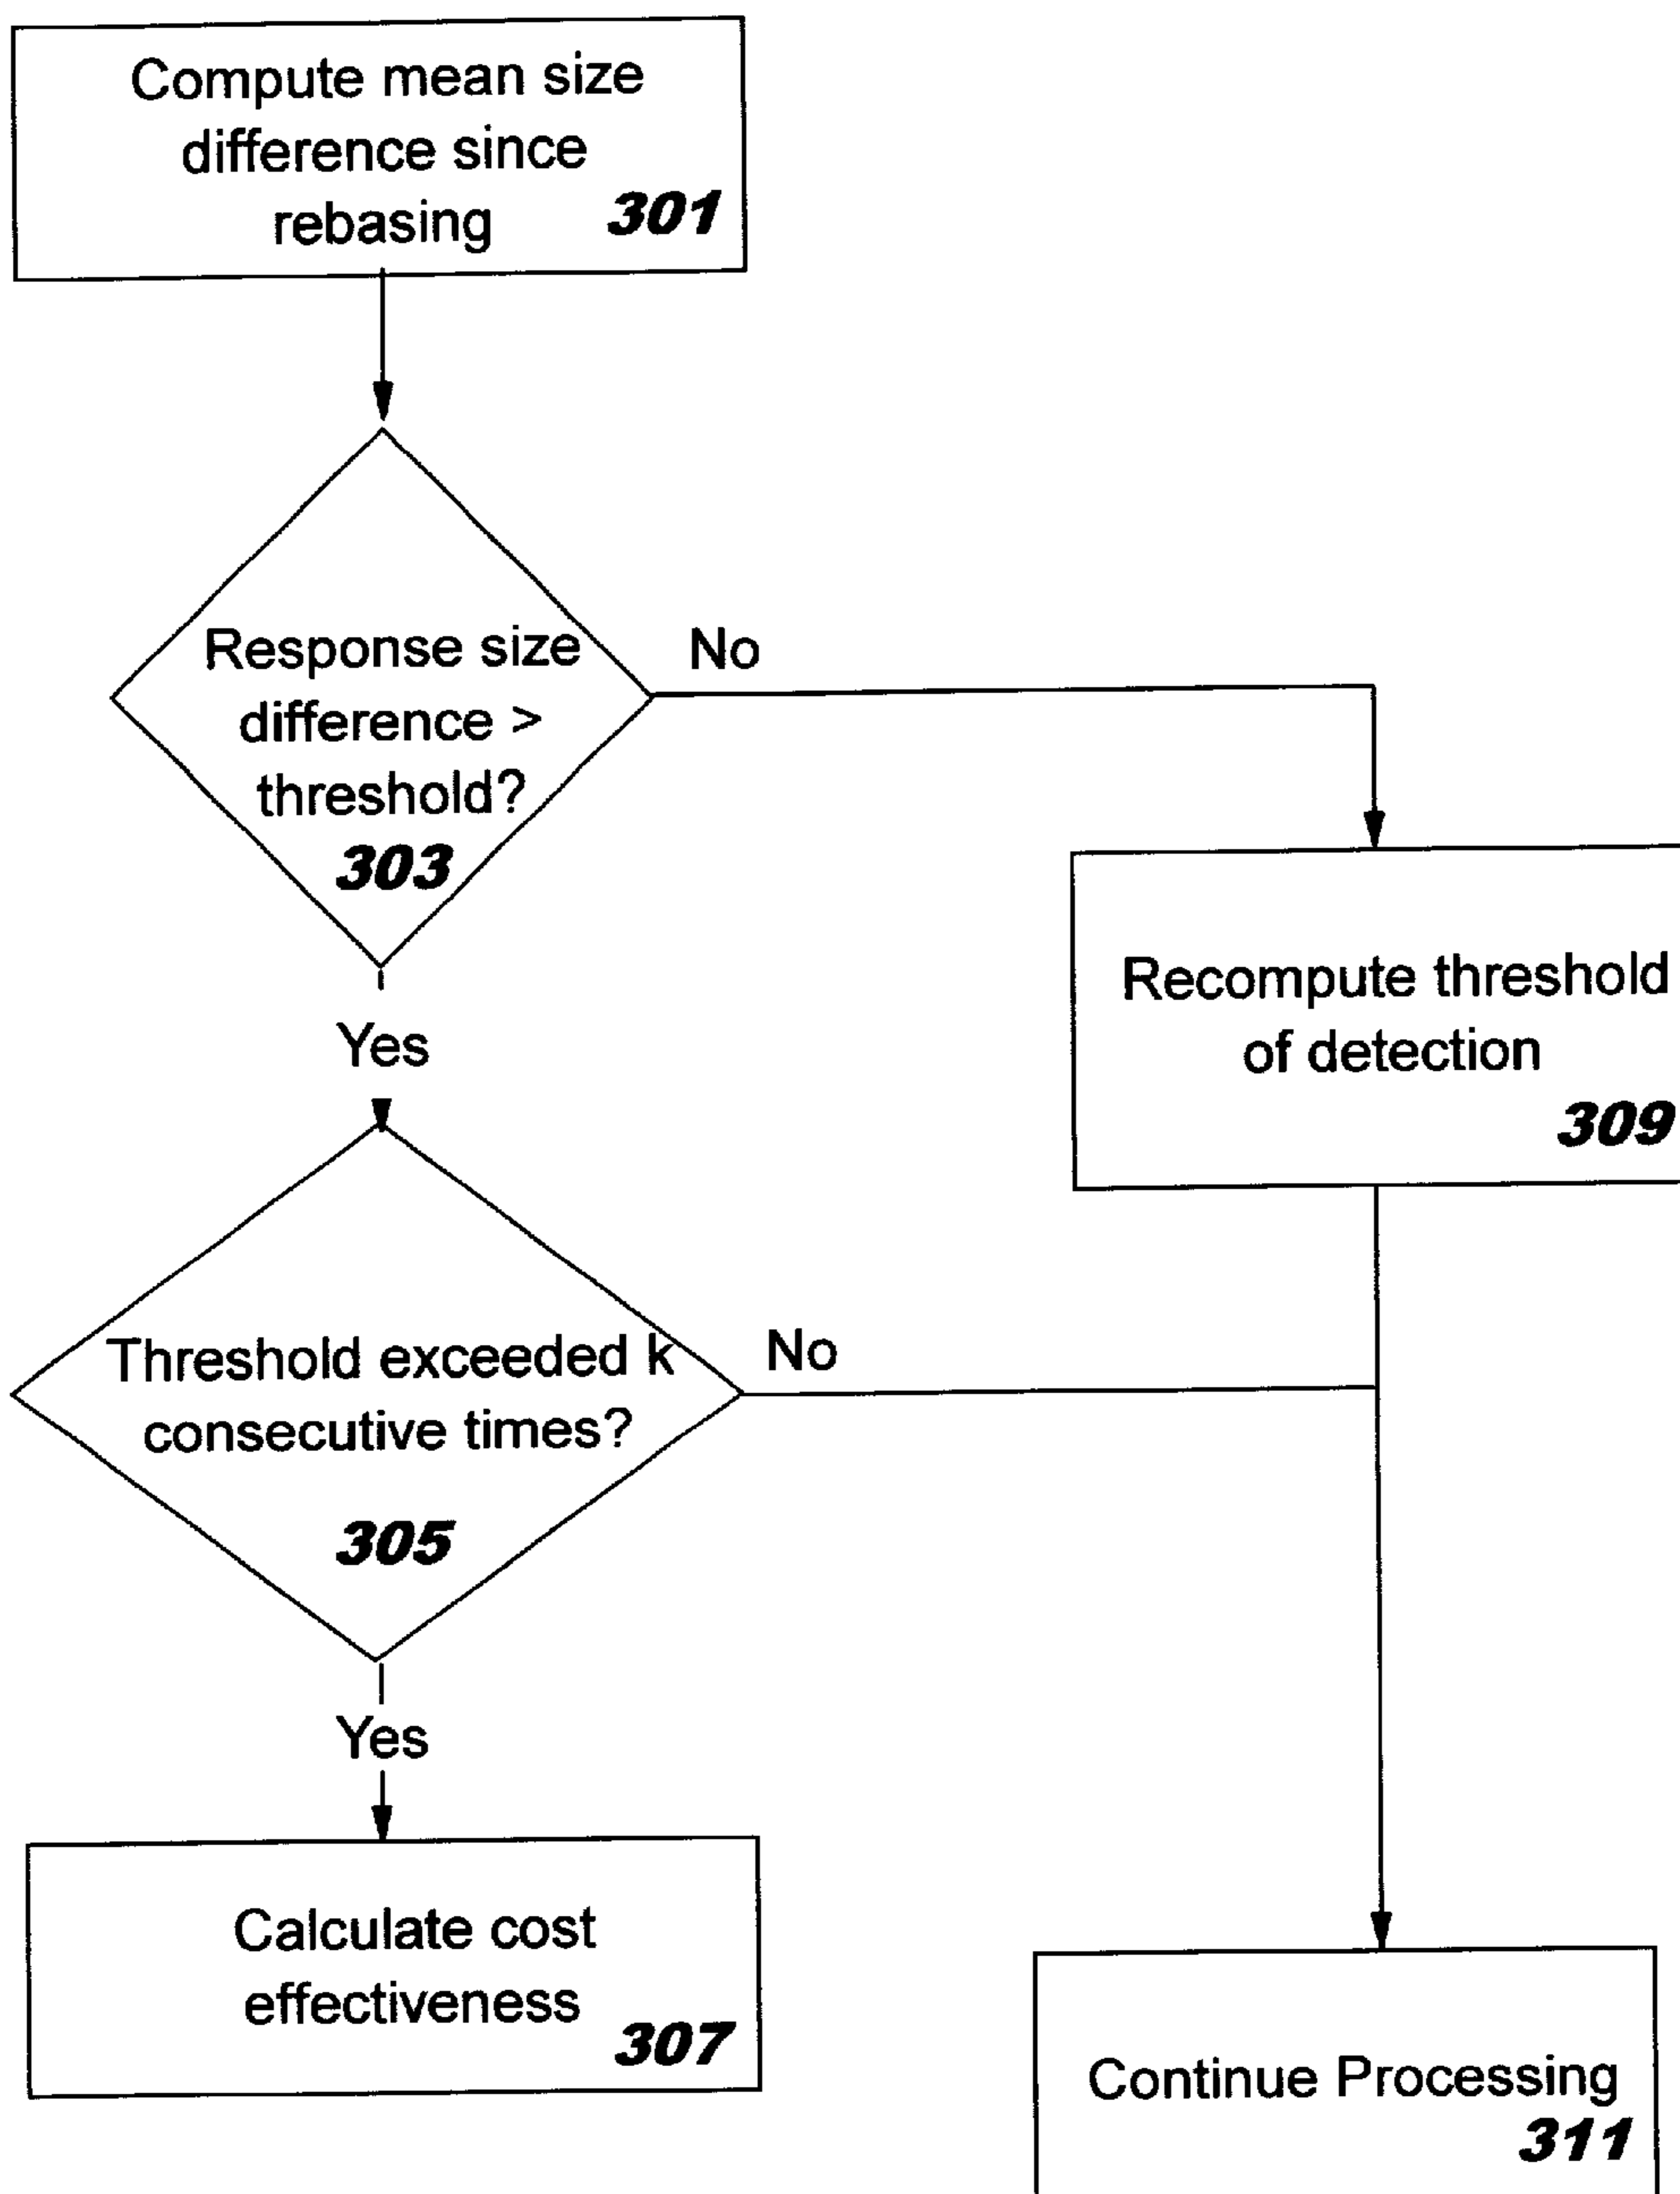 Compute mean size
difference since
rebasing 301
Response size
difference >
threshold?
303
No
Yes
Recompute threshold
of detection
309
Threshold exceeded k
consecutive times?
305
No
Yes
Calculate cost
effectiveness
307
Continue Processing
311